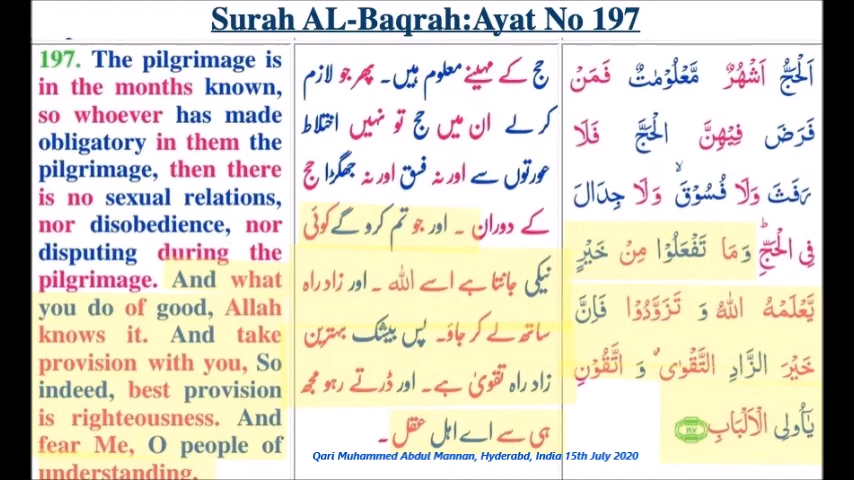 Surah AL-Baqrah:Ayat No 197
197. The pilgrimage is
in the months known,
so whoever has made
obligatory in them the
pilgrimage, then there
is no sexual relations,
nor disobedience, nor
disputing during the
pilgrimage. And what
you do of good, Allah
knows it. And take
provision with you, So
indeed, best provision
is righteousness. And
fear Me, O people of
understanding.
حج کے مہینے معلوم ہیں۔ پھر جو لازم
کر لے ان میں حج تو نہیں اختلاط
عورتوں سے اور نہ فسق اور نہ جھگڑا حج
کے دوران ۔ اور جو تم کرو گے کوئی
نیکی جانتا ہے اسے اللہ ۔ اور زاد راہ
ساتھ لے کر جاؤ۔ پس بیشک بہترین
زاد راہ تقویٰ ہے۔ اور ڈرتے رہو مجھ
ہی سے اے اہل عقل ۔
اَلْحَجُّ اَشْهُرٌ مَّعْلُوْمٰتٌ فَمَنْ
فَرَضَ فِيْهِنَّ الْحَجَّ فَلَا
رَفَثَ وَلَا فُسُوْقَ ۙ وَلَا جِدَالَ
فِى الْحَجِّ ؕ وَمَا تَفْعَلُوْا مِنْ خَيْرٍ
يَّعْلَمْهُ اللّٰهُ وَ تَزَوَّدُوْا فَاِنَّ
خَيْرَ الزَّادِ التَّقْوٰى ۫ وَ اتَّقُوْنِ
يٰۤاُولِى الْاَلْبَابِ ۱۹۷
Qari Muhammed Abdul Mannan, Hyderabd, India 15th July 2020